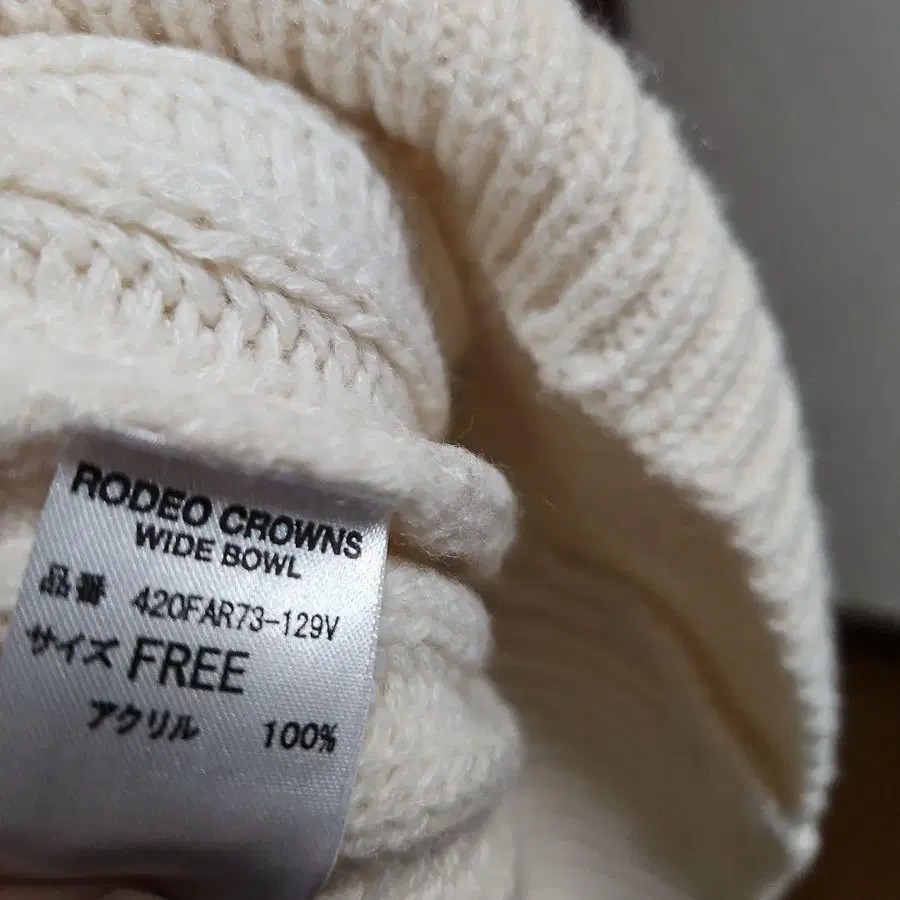 RODEO CROWNS
WIDE BOWL
品番 420FAR73-129V
サイズ FREE
アクリル 100%